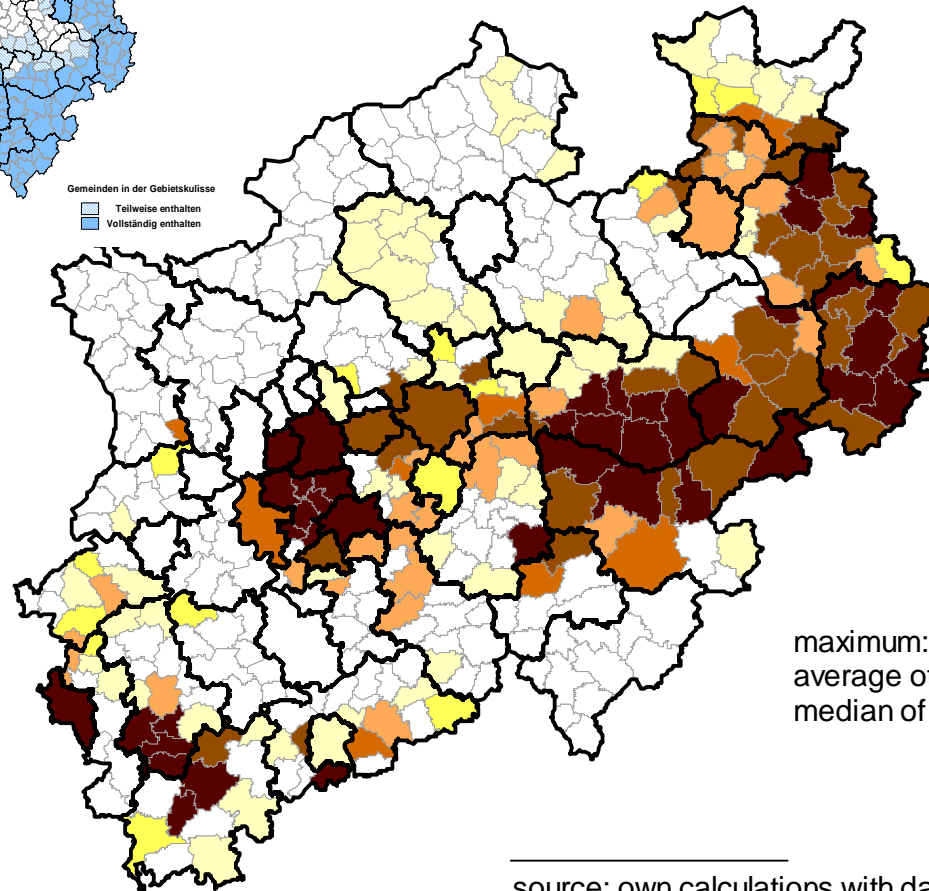 Gemeinden in der Gebietskulisse
Teilweise enthalten
Vollständig enthalten
maximum:
average of
median of
source: own calculations with da